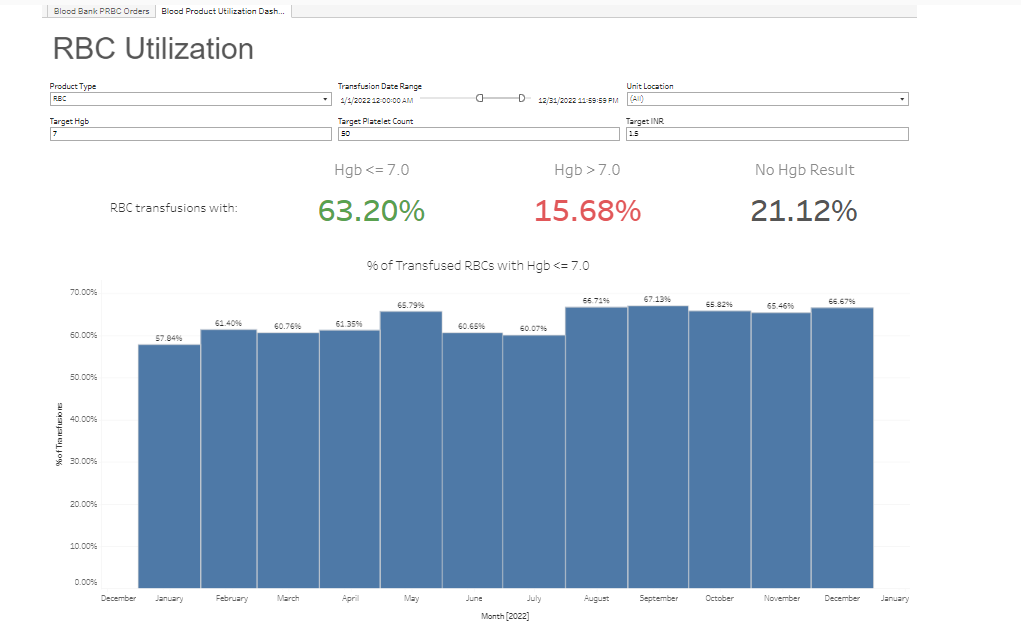 Blood Bank PRBC Orders Blood Product Utilization Dash...
RBC Utilization
Product Type Transfusion Date Range Unit Location
RBC 1/1/2022 12:00:00 AM 12/31/2022 11:59:59 PM (All)
Target Hgb Target Platelet Count Target INR
7 50 1.5
Hgb <= 7.0 Hgb > 7.0 No Hgb Result
RBC transfusions with: 63.20% 15.68% 21.12%
% of Transfused RBCs with Hgb <= 7.0
70.00%
60.00%
50.00%
40.00%
30.00%
20.00%
10.00%
0.00%
% of Transfusions
57.84% 61.40% 60.76% 61.35% 65.79% 60.65% 60.07% 66.71% 67.13% 65.82% 65.46% 66.67%
December January February March April May June July August September October November December January
Month [2022]